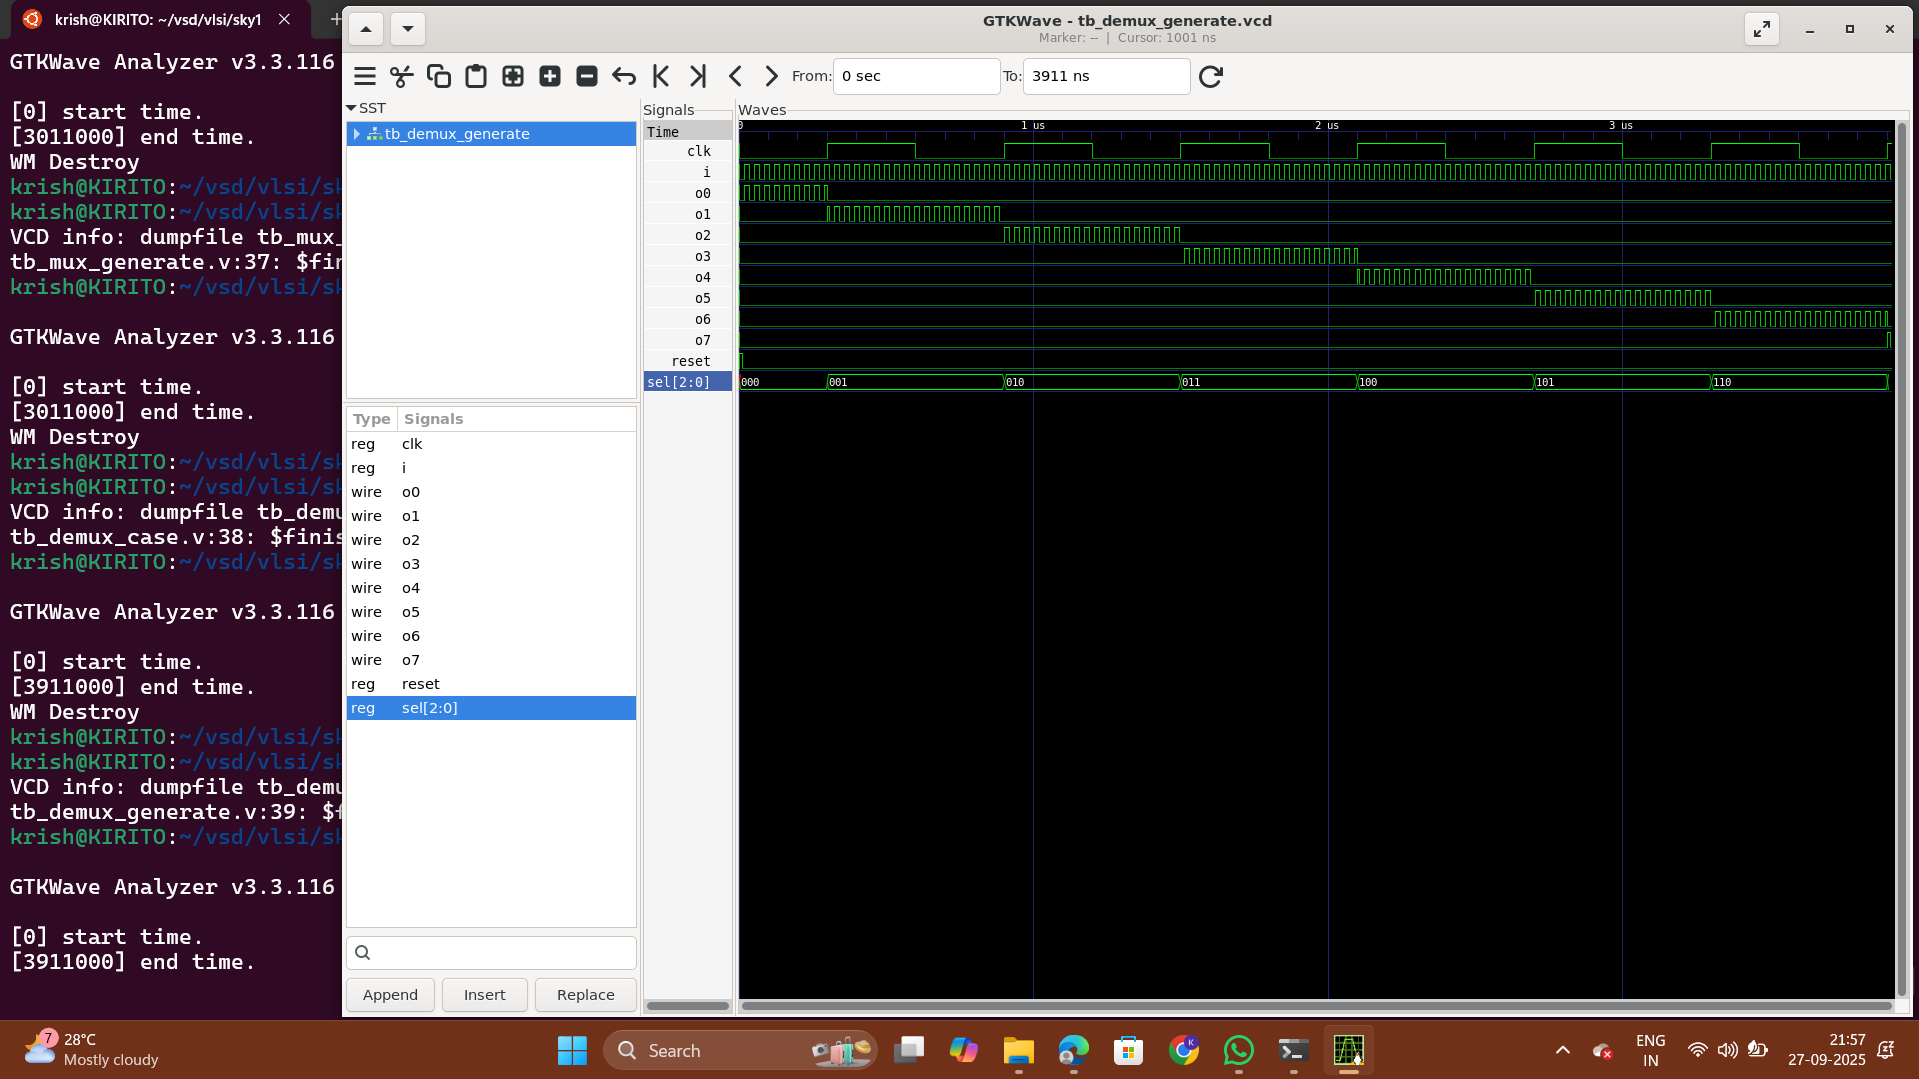 krish@KIRITO: ~/vsd/vlsi/sky1
GTKWave Analyzer v3.3.116
[0] start time.
[3011000] end time.
WM Destroy
krish@KIRITO:~/vsd/vlsi/sk
krish@KIRITO:~/vsd/vlsi/sk
VCD info: dumpfile tb_mux_
tb_mux_generate.v:37: $fin
krish@KIRITO:~/vsd/vlsi/sk
GTKWave Analyzer v3.3.116
[0] start time.
[3011000] end time.
WM Destroy
krish@KIRITO:~/vsd/vlsi/sk
krish@KIRITO:~/vsd/vlsi/sk
VCD info: dumpfile tb_demu
tb_demux_case.v:38: $finis
krish@KIRITO:~/vsd/vlsi/sk
GTKWave Analyzer v3.3.116
[0] start time.
[3911000] end time.
WM Destroy
krish@KIRITO:~/vsd/vlsi/sk
krish@KIRITO:~/vsd/vlsi/sk
VCD info: dumpfile tb_demu
tb_demux_generate.v:39: $f
krish@KIRITO:~/vsd/vlsi/sk
GTKWave Analyzer v3.3.116
[0] start time.
[3911000] end time.
GTKWave - tb_demux_generate.vcd
Marker: -- | Cursor: 1001 ns
From: 0 sec To: 3911 ns
SST
tb_demux_generate
Type Signals
reg clk
reg i
wire o0
wire o1
wire o2
wire o3
wire o4
wire o5
wire o6
wire o7
reg reset
reg sel[2:0]
Append Insert Replace
Signals
Time
clk
i
o0
o1
o2
o3
o4
o5
o6
o7
reset
sel[2:0]
Waves
0 1 us 2 us 3 us
000 001 010 011 100 101 110
7
28°C
Mostly cloudy
Search
K
ENG
IN
21:57
27-09-2025